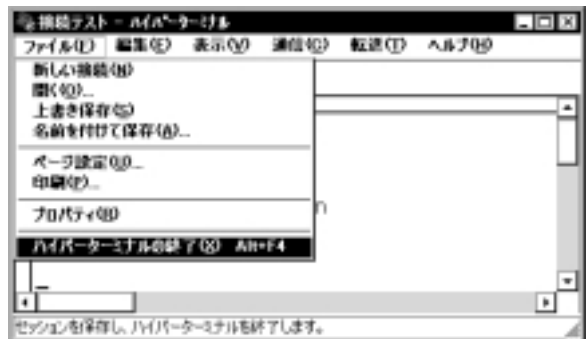 接続テスト - ハイパーターミナル
ファイル(F) 編集(E) 表示(V) 通信(C) 転送(T) ヘルプ(H)
新しい接続(N)
開く(O)...
上書き保存(S)
名前を付けて保存(A)...
ページ設定(U)...
印刷(P)...
プロパティ(R)
n
ハイパーターミナルの終了(X) Alt+F4
セッションを保存し、ハイパーターミナルを終了します。